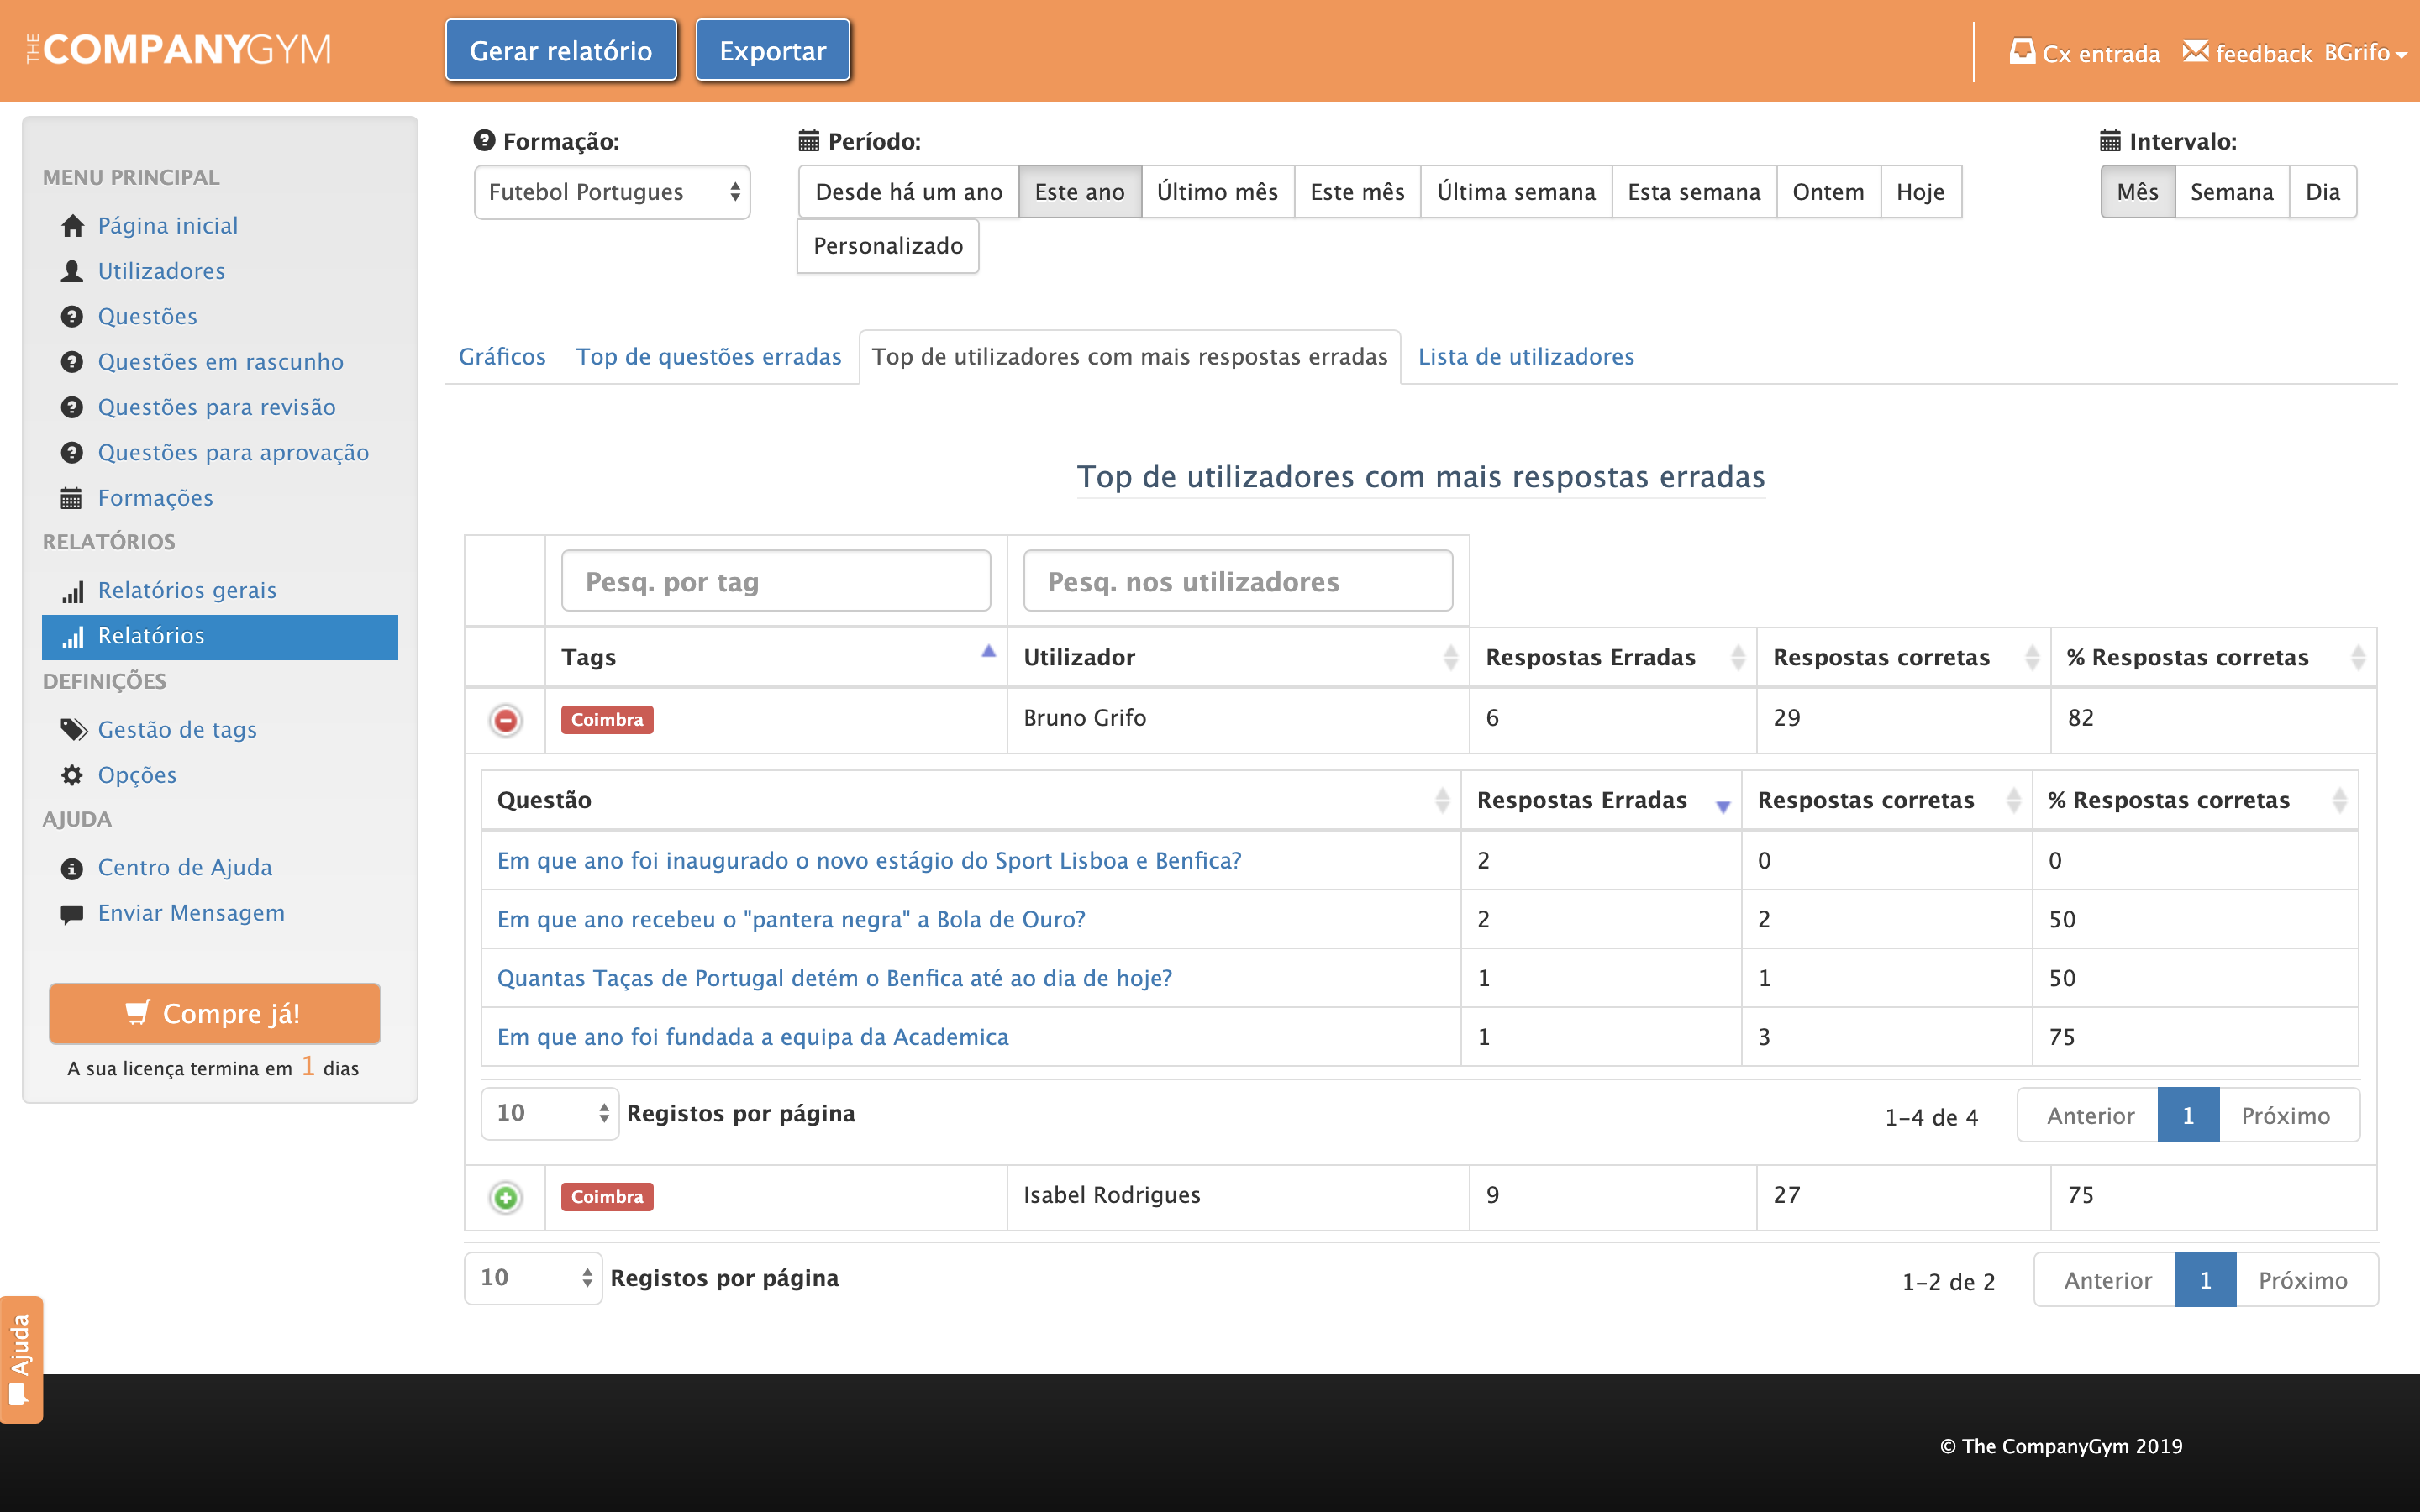 THE COMPANYGYM
Gerar relatório
Exportar
Cx entrada
feedback
BGrifo
MENU PRINCIPAL
Página inicial
Utilizadores
Questões
Questões em rascunho
Questões para revisão
Questões para aprovação
Formações
RELATÓRIOS
Relatórios gerais
Relatórios
DEFINIÇÕES
Gestão de tags
Opções
AJUDA
Centro de Ajuda
Enviar Mensagem
Compre já!
A sua licença termina em 1 dias
Formação:
Futebol Portugues
Período:
Desde há um ano
Este ano
Último mês
Este mês
Última semana
Esta semana
Ontem
Hoje
Personalizado
Intervalo:
Mês
Semana
Dia
Gráficos
Top de questões erradas
Top de utilizadores com mais respostas erradas
Lista de utilizadores
Top de utilizadores com mais respostas erradas
Pesq. por tag
Pesq. nos utilizadores
Tags Utilizador Respostas Erradas Respostas corretas % Respostas corretas
Coimbra Bruno Grifo 6 29 82
Questão Respostas Erradas Respostas corretas % Respostas corretas
Em que ano foi inaugurado o novo estágio do Sport Lisboa e Benfica? 2 0 0
Em que ano recebeu o "pantera negra" a Bola de Ouro? 2 2 50
Quantas Taças de Portugal detém o Benfica até ao dia de hoje? 1 1 50
Em que ano foi fundada a equipa da Academica 1 3 75
10 Registos por página
1–4 de 4
Anterior 1 Próximo
Coimbra Isabel Rodrigues 9 27 75
10 Registos por página
1–2 de 2
Anterior 1 Próximo
Ajuda
© The CompanyGym 2019